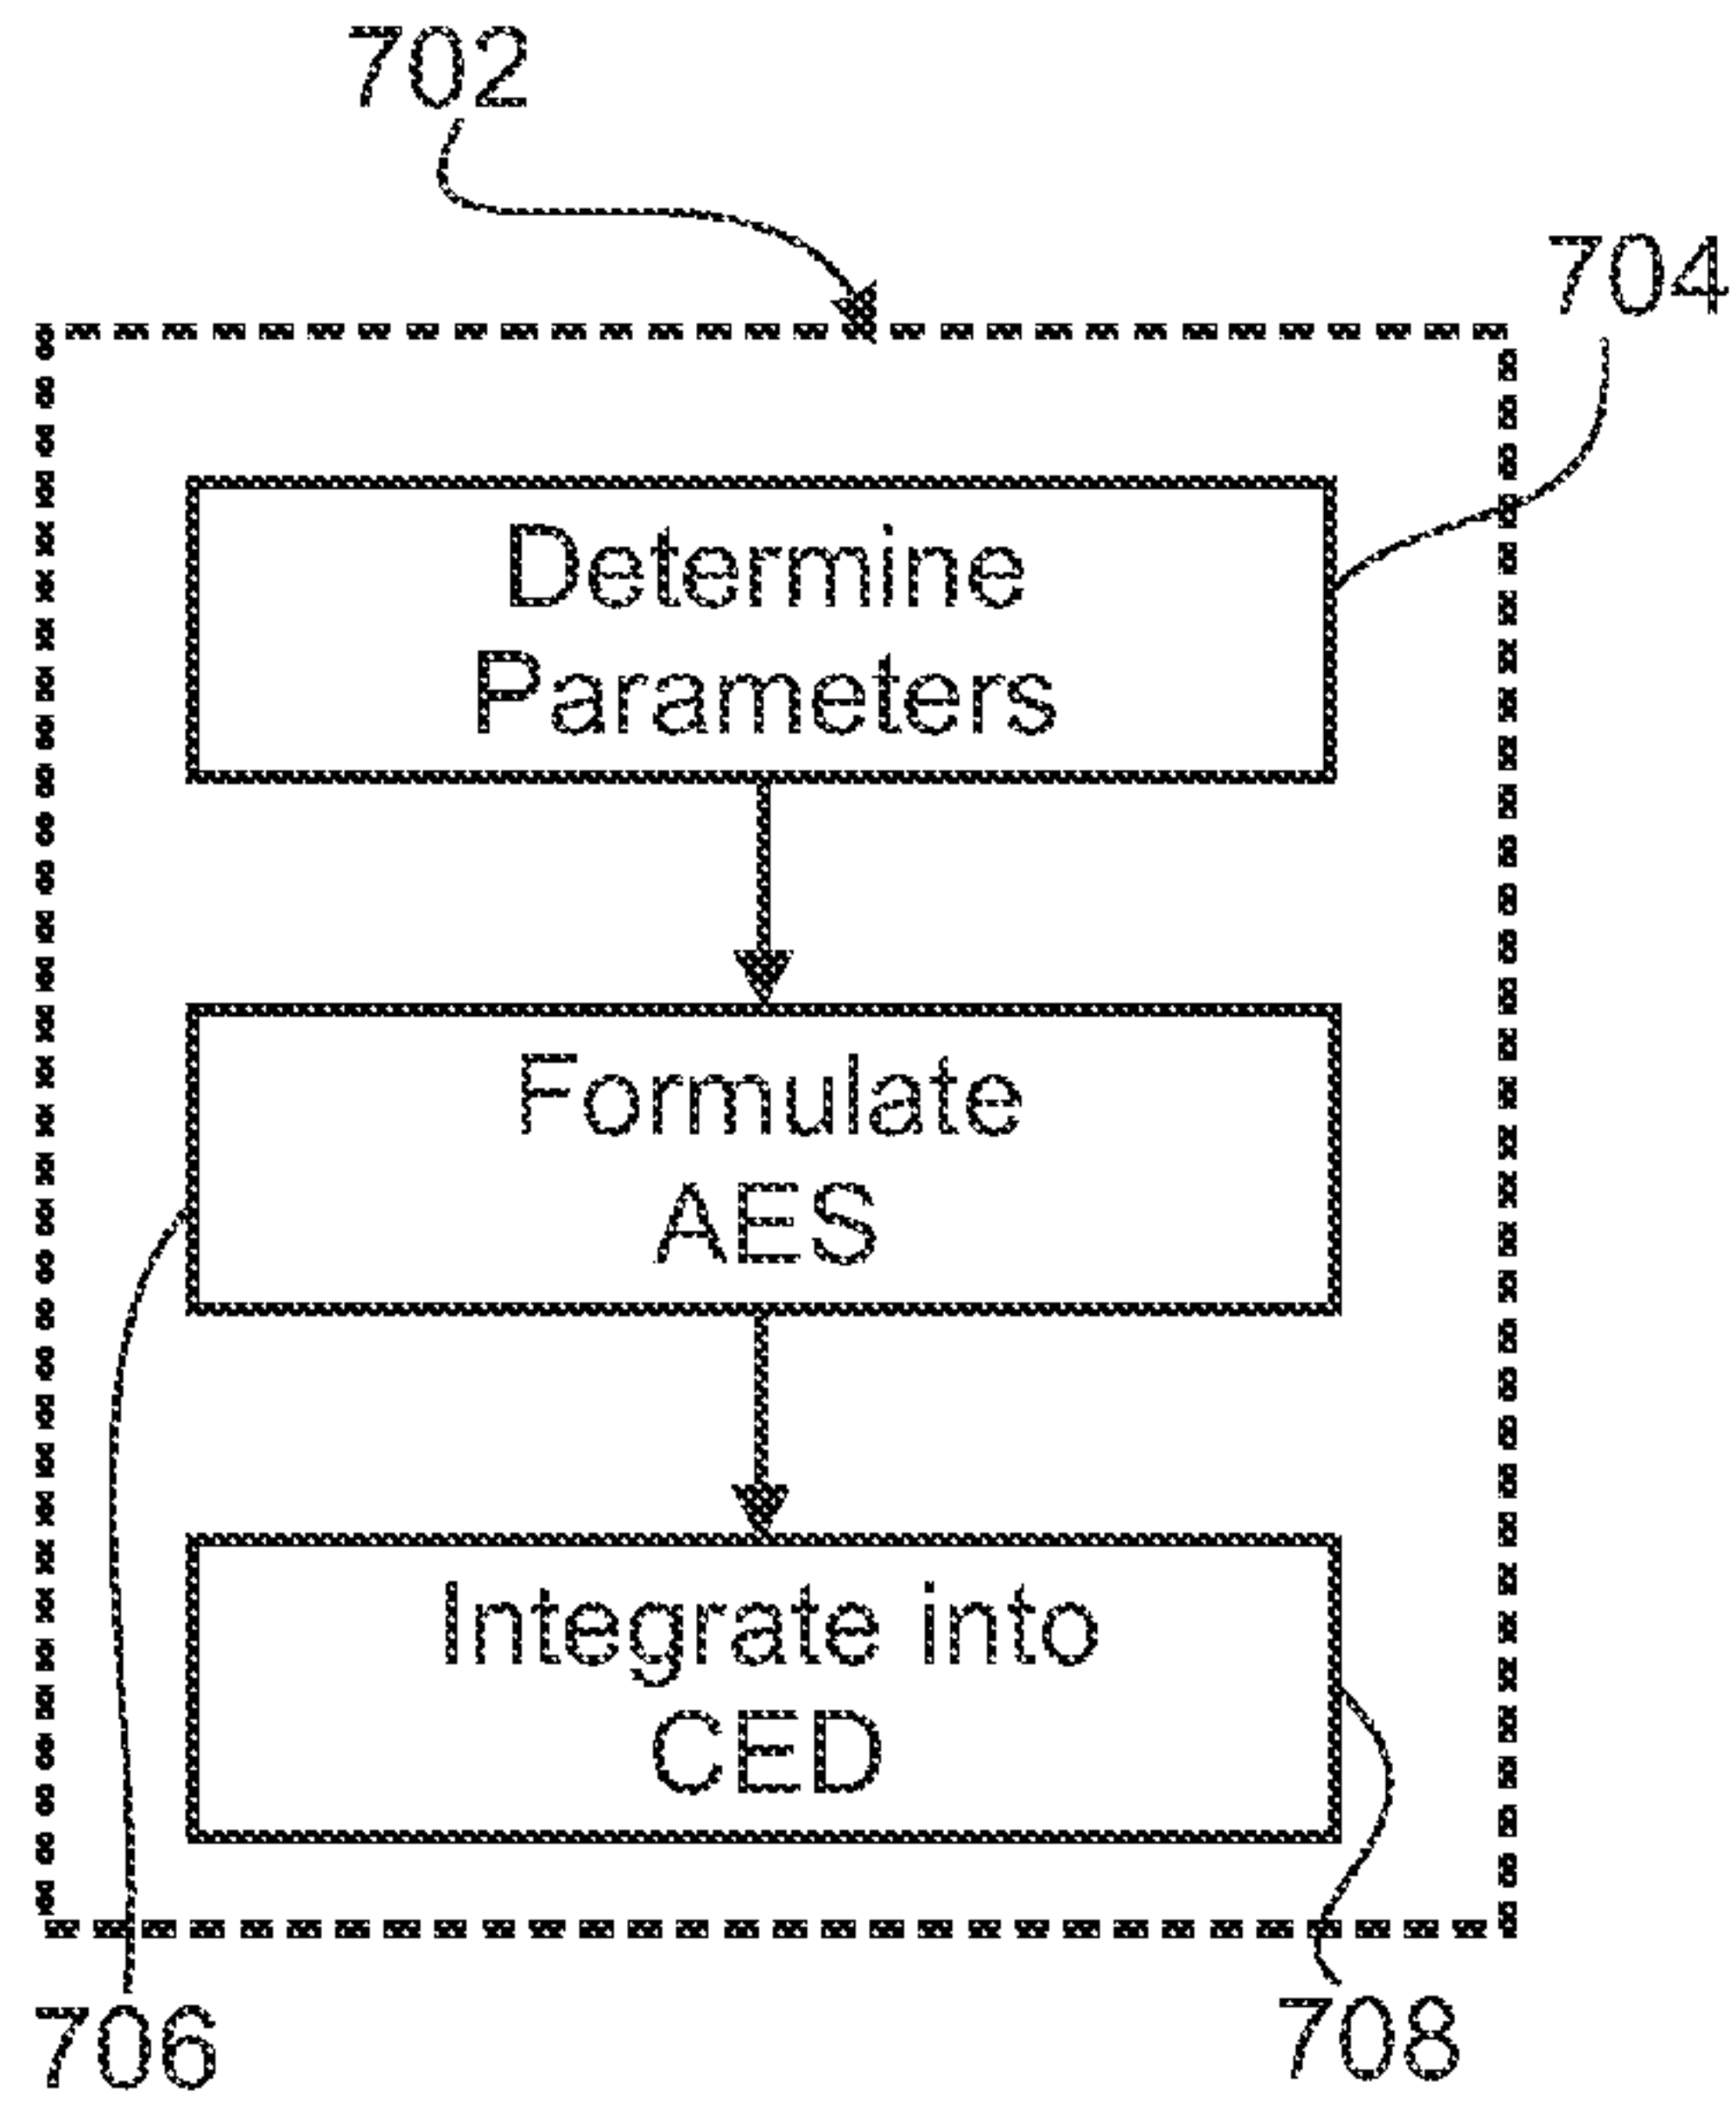 702
704
Determine
Parameters
Formulate
AES
Integrate into
CED
706
708